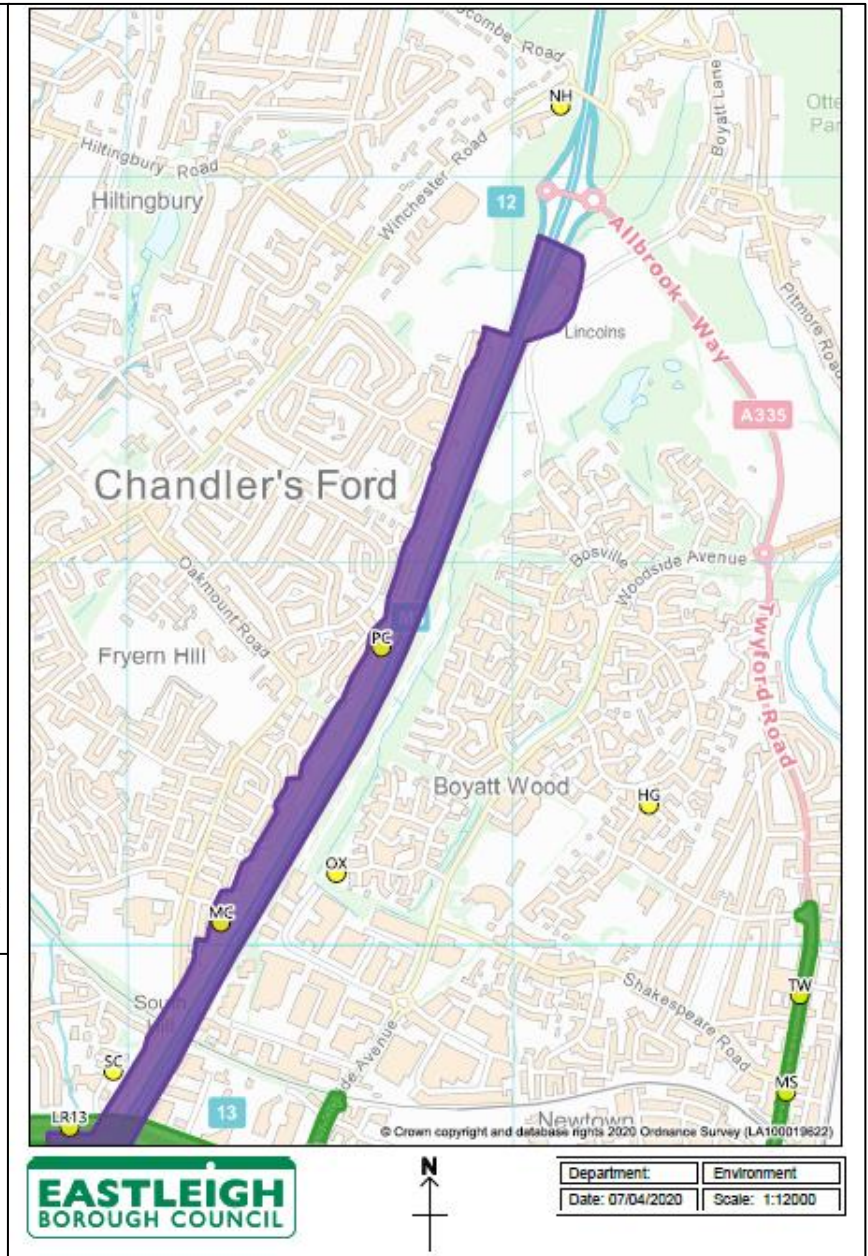 combe Road
NH
Boyatt Lane
Otte
Par
Hiltingbury Road
Winchester Road
Hiltingbury
12
Allbrook Way
Pitmore Road
Lincolns
A335
Chandler's Ford
Bosville
Woodside Avenue
Oakmount Road
PC
Fryern Hill
Twyford Road
Boyatt Wood
HG
OX
MC
TW
South
Shakespeare Road
SC
de Avenue
MS
LR13
13
Newtown
© Crown copyright and database rights 2020 Ordnance Survey (LA100019622)
EASTLEIGH
BOROUGH COUNCIL
N
Department: Environment
Date: 07/04/2020 Scale: 1:12000